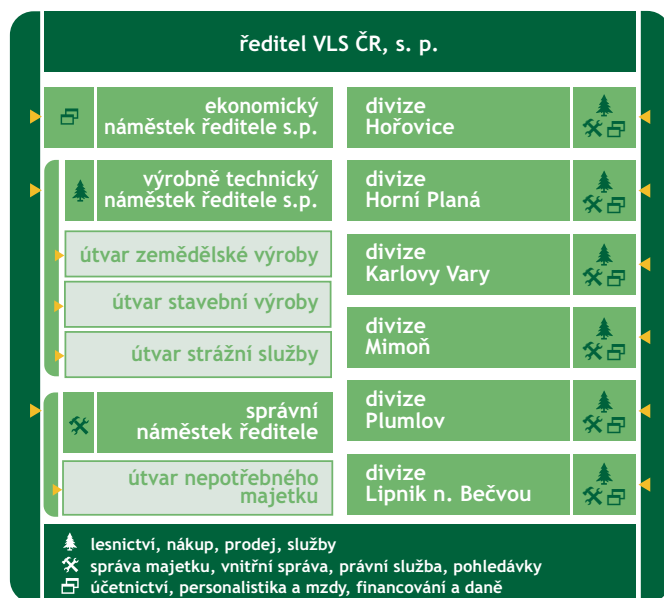 ředitel VLS ČR, s. p.
ekonomický
náměstek ředitele s.p.
výrobně technický
náměstek ředitele s.p.
útvar zemědělské výroby
útvar stavební výroby
útvar strážní služby
správní
náměstek ředitele
útvar nepotřebného
majetku
divize
Hořovice
divize
Horní Planá
divize
Karlovy Vary
divize
Mimoň
divize
Plumlov
divize
Lipnik n. Bečvou
lesnictví, nákup, prodej, služby
správa majetku, vnitřní správa, právní služba, pohledávky
účetnictví, personalistika a mzdy, financování a daně